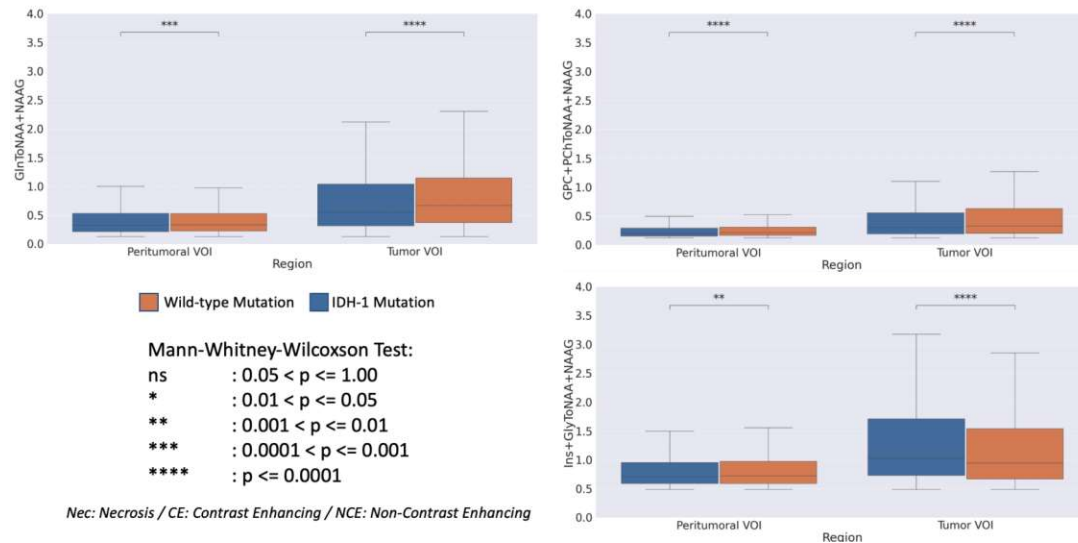 4.0
3.5
3.0
2.5
2.0
1.5
1.0
0.5
0.0
GlnToNAA+NAAG
***
****
Peritumoral VOI Tumor VOI
Region
4.0
3.5
3.0
2.5
2.0
1.5
1.0
0.5
0.0
GPC+PChToNAA+NAAG
****
****
Peritumoral VOI Tumor VOI
Region
Wild-type Mutation IDH-1 Mutation
Mann-Whitney-Wilcoxson Test:
ns : 0.05 < p <= 1.00
* : 0.01 < p <= 0.05
** : 0.001 < p <= 0.01
*** : 0.0001 < p <= 0.001
**** : p <= 0.0001
Nec: Necrosis / CE: Contrast Enhancing / NCE: Non-Contrast Enhancing
4.0
3.5
3.0
2.5
2.0
1.5
1.0
0.5
0.0
Ins+GlyToNAA+NAAG
**
****
Peritumoral VOI Tumor VOI
Region